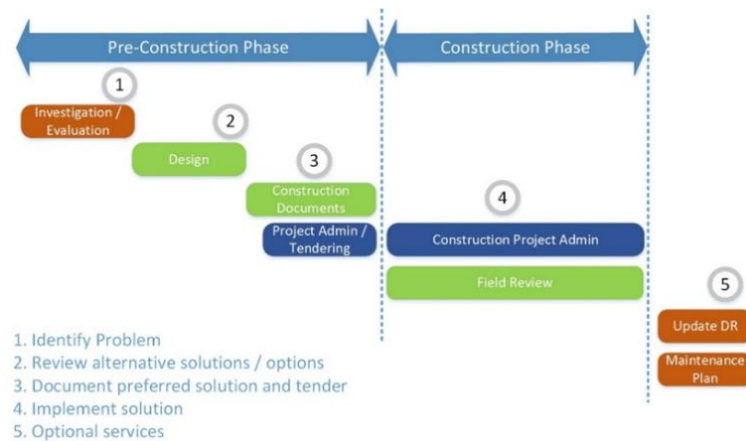 Pre-Construction Phase
Construction Phase
1
Investigation /
Evaluation
2
Design
3
Construction
Documents
Project Admin /
Tendering
4
Construction Project Admin
Field Review
5
Update DR
Maintenance
Plan
1. Identify Problem
2. Review alternative solutions / options
3. Document preferred solution and tender
4. Implement solution
5. Optional services